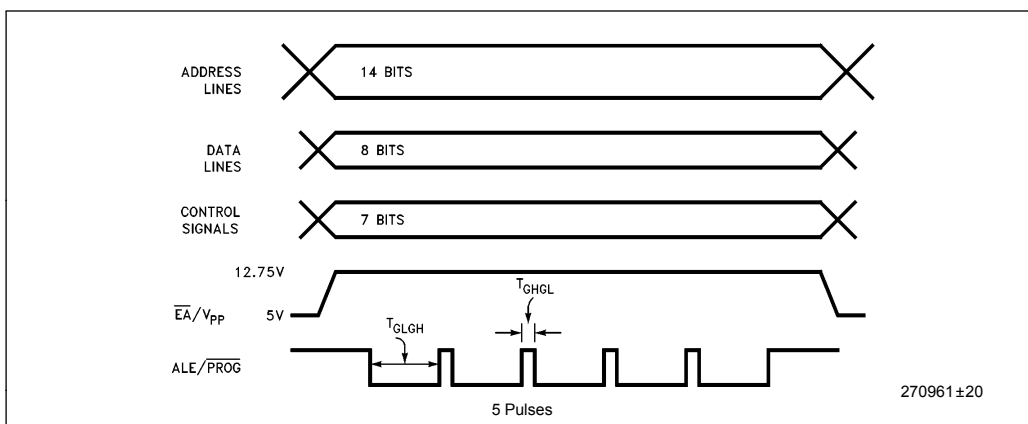 ADDRESS
LINES
14 BITS
DATA
LINES
8 BITS
CONTROL
SIGNALS
7 BITS
12.75V
EA/VPP
5V
TGHGL
TGLGH
ALE/PROG
5 Pulses
270961±20